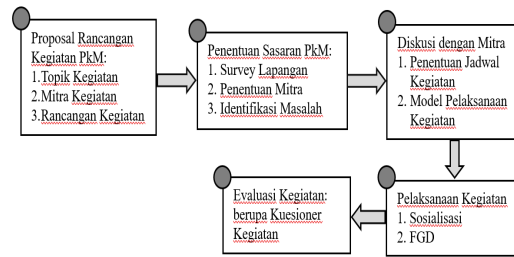 Proposal Rancangan
Kegiatan PkM:
1.Topik Kegiatan
2.Mitra Kegiatan
3.Rancangan Kegiatan
Penentuan Sasaran PkM:
1. Survey Lapangan
2. Penentuan Mitra
3. Identifikasi Masalah
Diskusi dengan Mitra
1. Penentuan Jadwal
Kegiatan
2. Model Pelaksanaan
Kegiatan
Pelaksanaan Kegiatan
1. Sosialisasi
2. FGD
Evaluasi Kegiatan:
berupa Kuesioner
Kegiatan